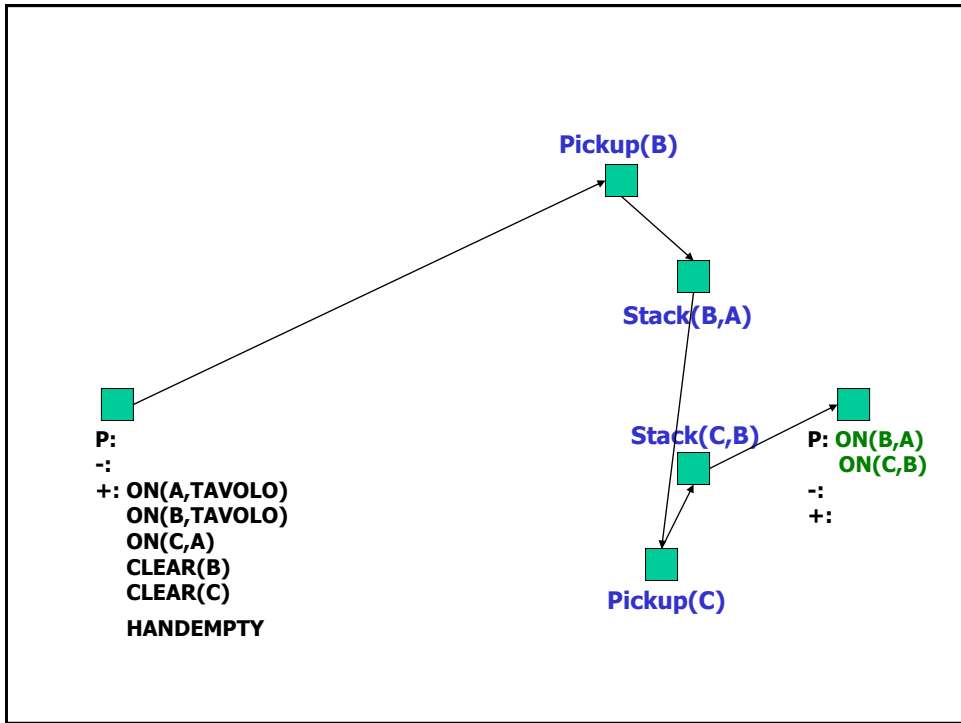 Pickup(B)
Stack(B,A)
P:
-:
+: ON(A,TAVOLO)
ON(B,TAVOLO)
ON(C,A)
CLEAR(B)
CLEAR(C)
HANDEMPTY
Stack(C,B)
Pickup(C)
P: ON(B,A)
ON(C,B)
-:
+: